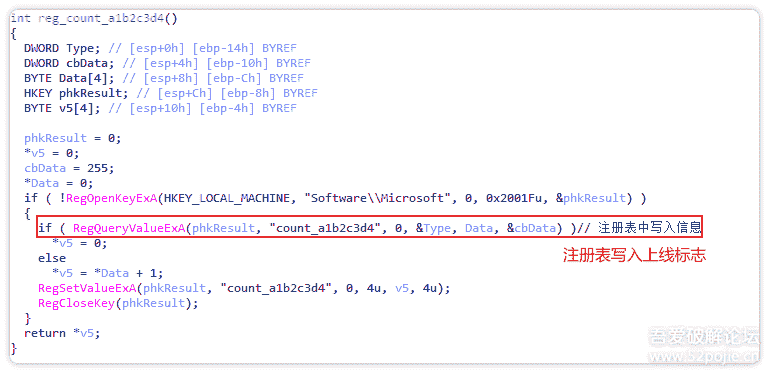 int reg_count_a1b2c3d4()
{
DWORD Type; // [esp+0h] [ebp-14h] BYREF
DWORD cbData; // [esp+4h] [ebp-10h] BYREF
BYTE Data[4]; // [esp+8h] [ebp-Ch] BYREF
HKEY phkResult; // [esp+Ch] [ebp-8h] BYREF
BYTE v5[4]; // [esp+10h] [ebp-4h] BYREF
phkResult = 0;
*v5 = 0;
cbData = 255;
*Data = 0;
if ( !RegOpenKeyExA(HKEY_LOCAL_MACHINE, "Software\\Microsoft", 0, 0x2001Fu, &phkResult) )
{
if ( RegQueryValueExA(phkResult, "count_a1b2c3d4", 0, &Type, Data, &cbData) )// 注册表中写入信息
*v5 = 0;
注册表写入上线标志
else
*v5 = *Data + 1;
RegSetValueExA(phkResult, "count_a1b2c3d4", 0, 4u, v5, 4u);
RegCloseKey(phkResult);
}
return *v5;
}
吾爱破解论坛
www.52pojie.cn